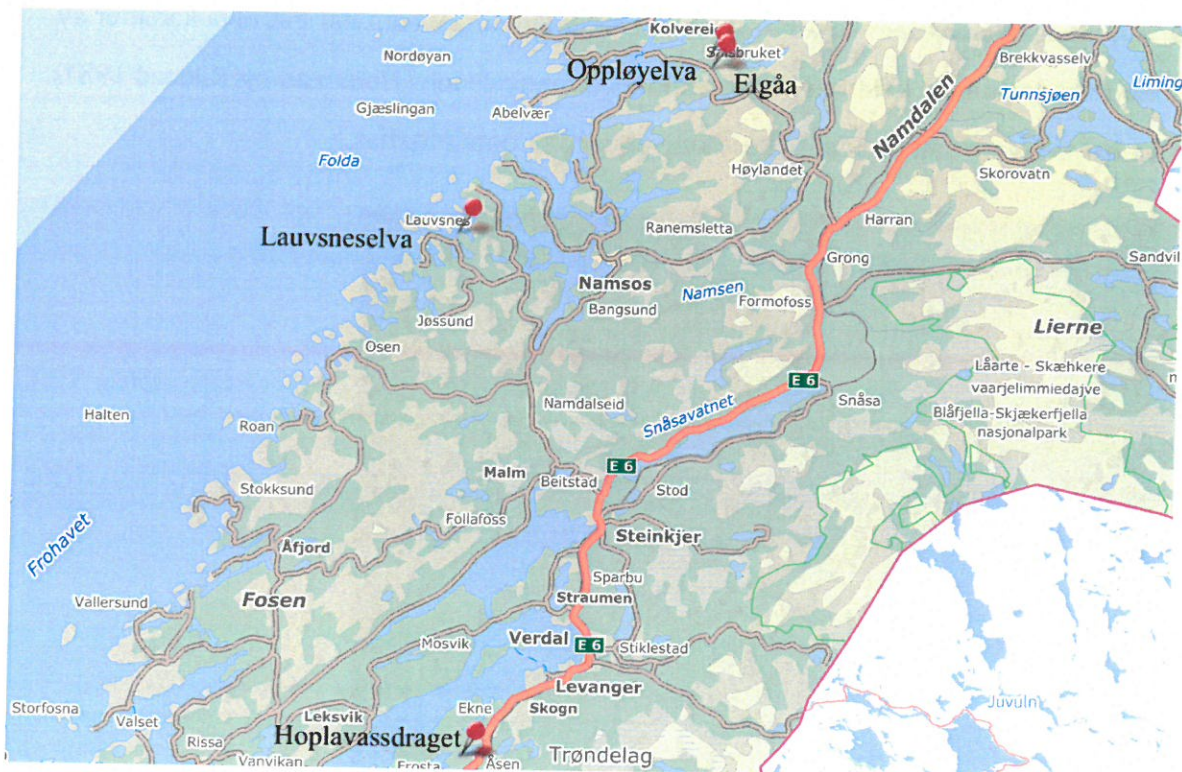 Kolverei
Nordøyan
Spisbruket
Brekkvasselv
Oppløyelva
Elgåa
Tunnsjøen
Liming
Gjæslingan
Abelvær
Namdalen
Folda
Høylandet
Skorovatn
Lauvsnes
Ranemsletta
Harran
Lauvsneselva
Grong
Sandvil
Namsos
Namsen
Bangsund
Formofoss
Jøssund
Lierne
Osen
Låarte - Skæhkere
vaarjelimmiedajve
E 6
Snåsa
Halten
Namdalseid
Snåsavatnet
Blåfjella-Skjækerfjella
nasjonalpark
Roan
E 6
Malm
Beitstad
Stokksund
Stod
Follafoss
Frohavet
Steinkjer
Åfjord
Sparbu
Vallersund
Fosen
Straumen
Mosvik
Verdal
E 6
Stiklestad
Levanger
Storfosna
Ekne
Skogn
Juvuln
Valset
Leksvik
Rissa
Hoplavassdraget
Vanvikan
Frosta
Åsen
Trøndelag